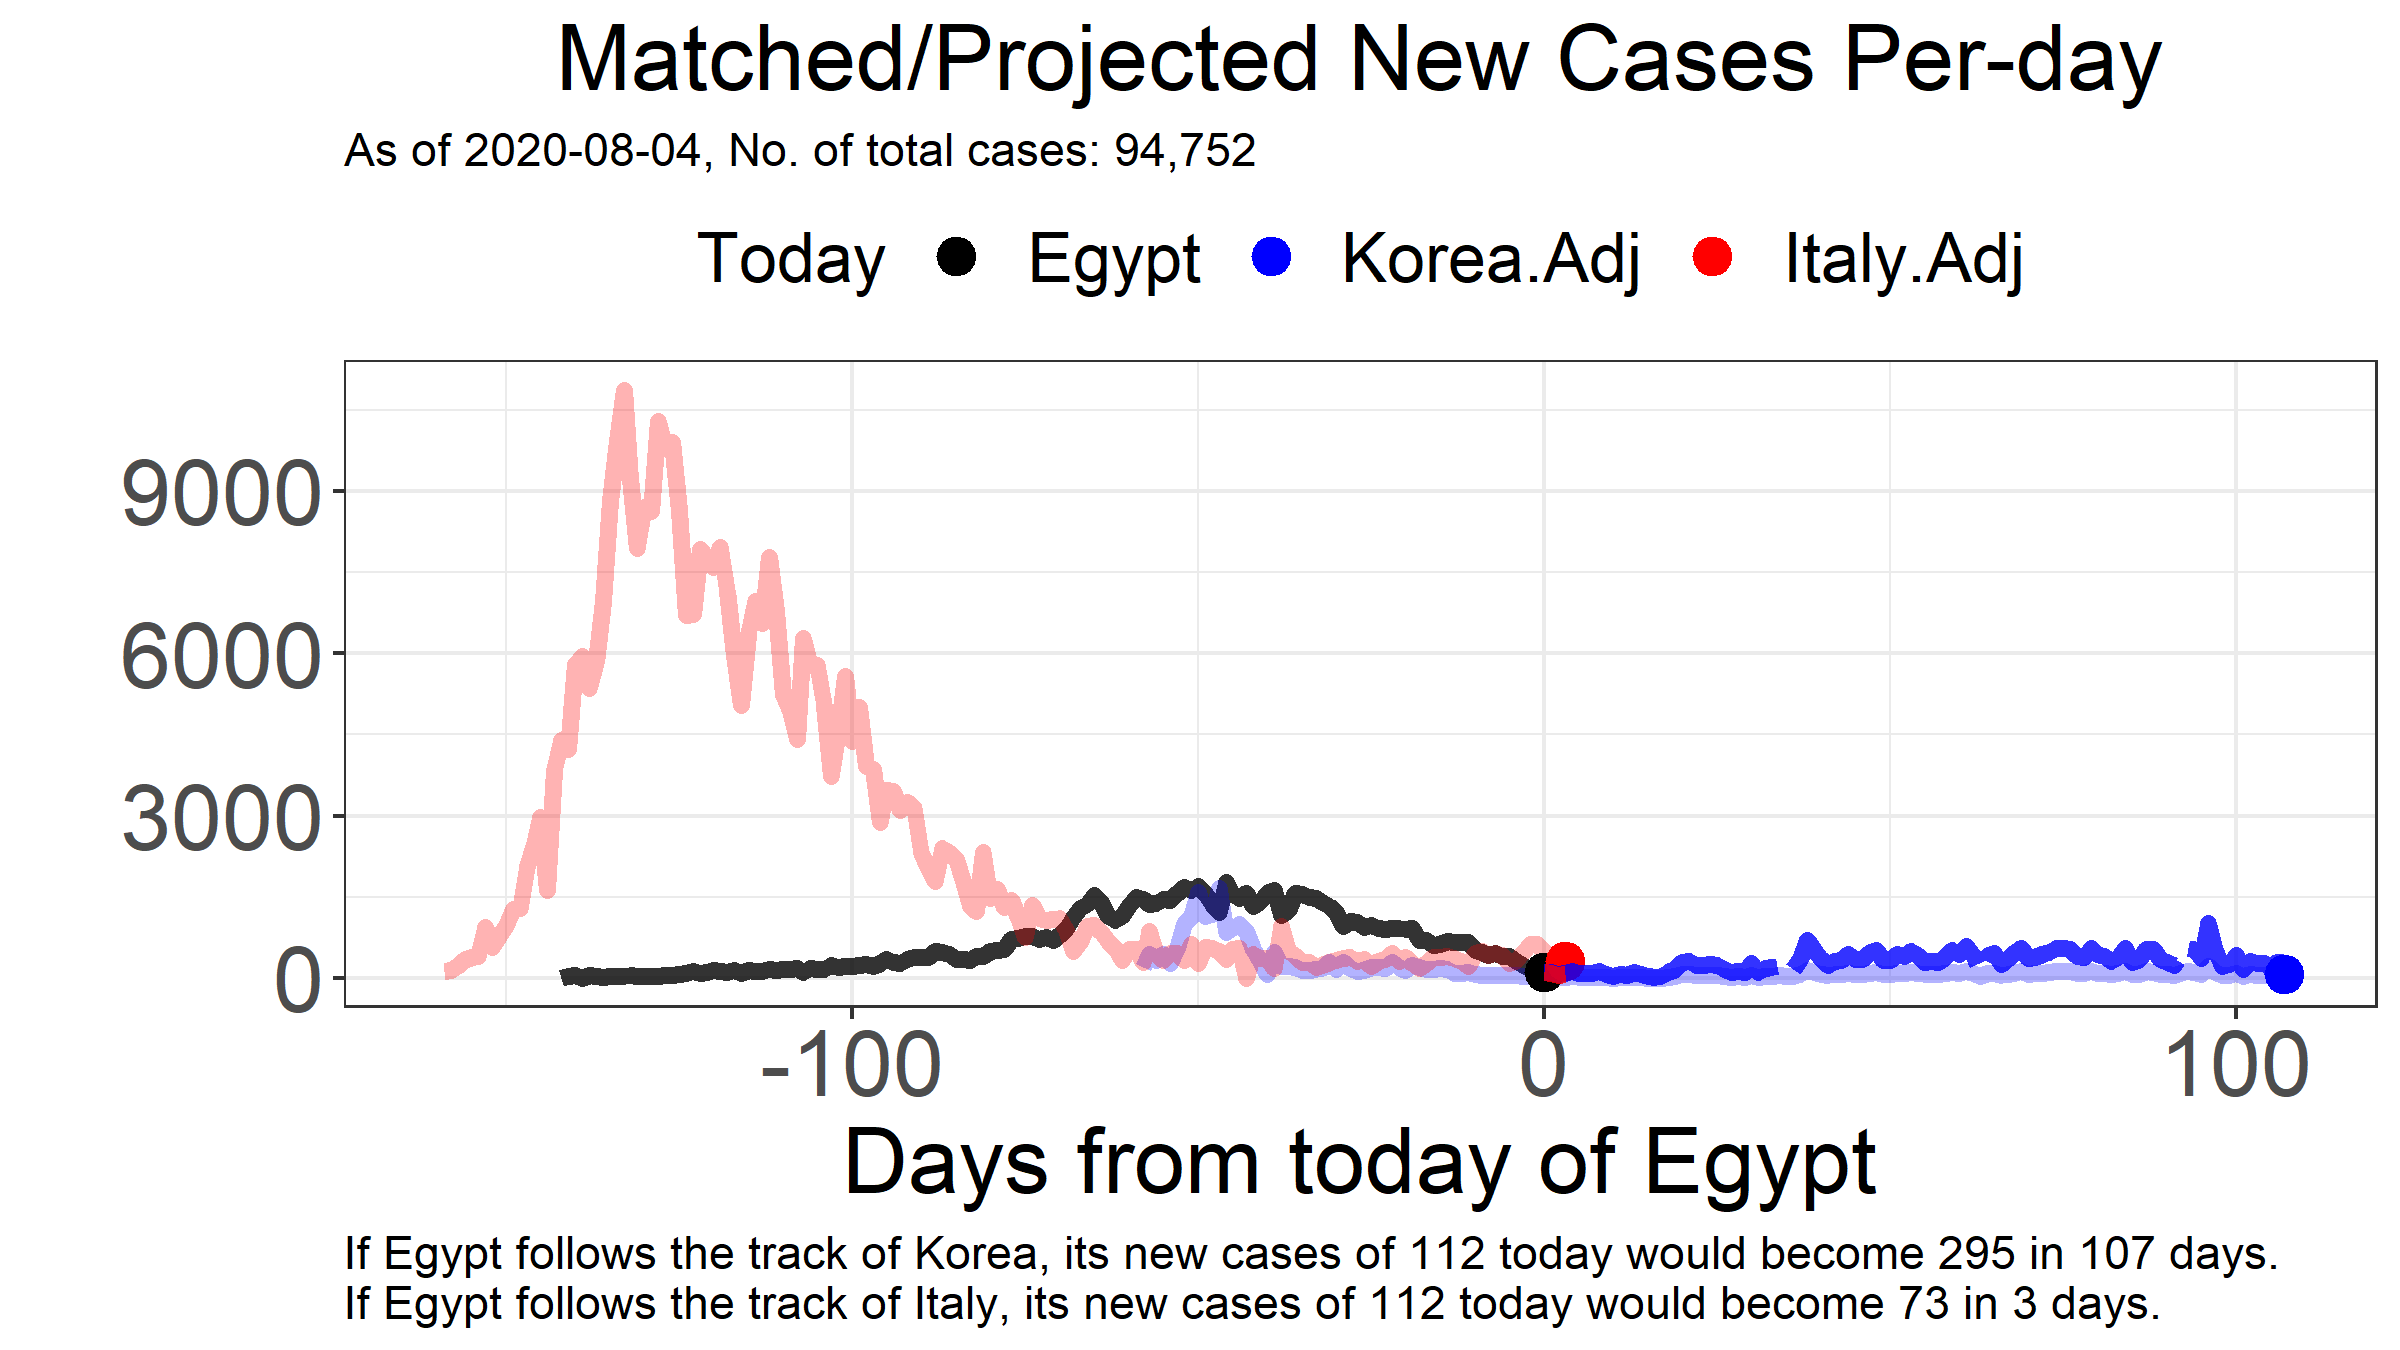 Matched/Projected New Cases Per-day
As of 2020-08-04, No. of total cases: 94,752
Today Egypt Korea.Adj Italy.Adj
9000
6000
3000
0
-100 0 100
Days from today of Egypt
If Egypt follows the track of Korea, its new cases of 112 today would become 295 in 107 days.
If Egypt follows the track of Italy, its new cases of 112 today would become 73 in 3 days.